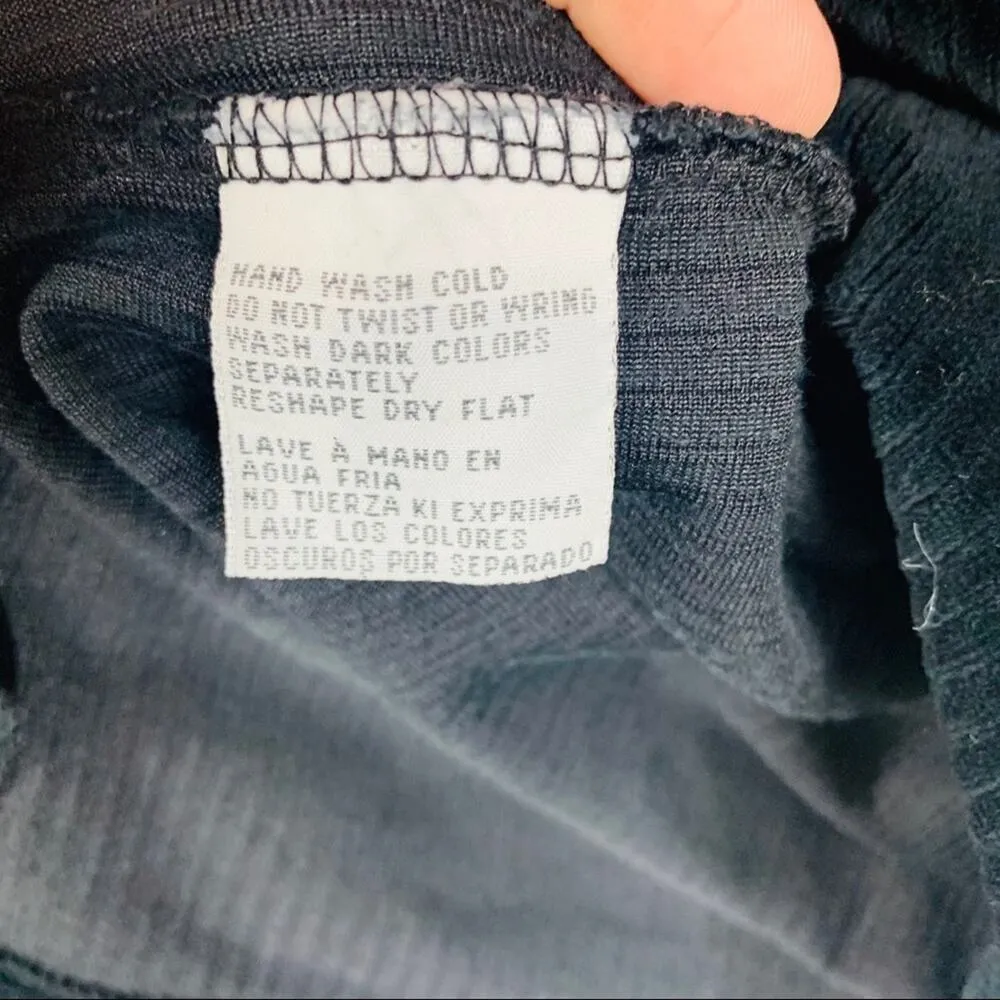 HAND WASH COLD
DO NOT TWIST OR WRING
WASH DARK COLORS
SEPARATELY
RESHAPE DRY FLAT
LAVE À MANO EN
AGUA FRIA
NO TUERZA KI EXPRIMA
LAVE LOS COLORES
OSCUROS POR SEPARADO